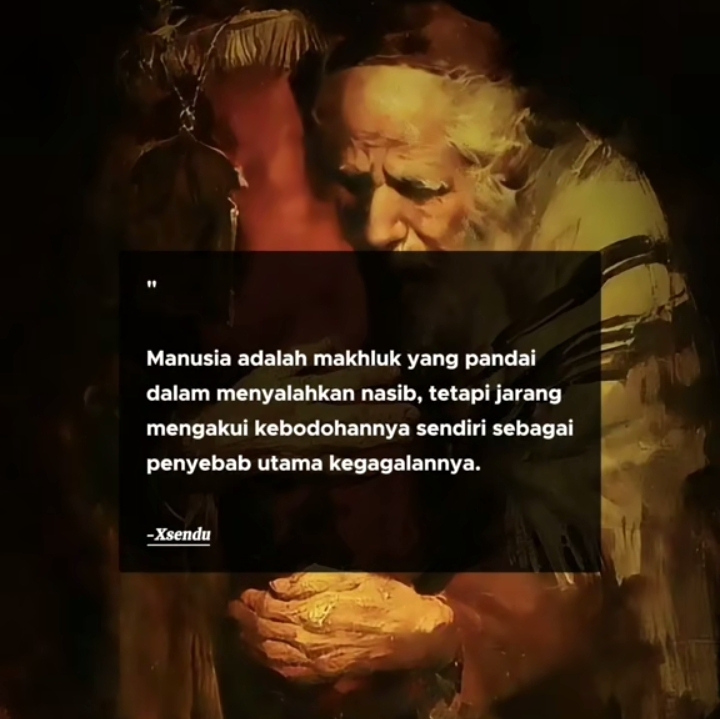 "
Manusia adalah makhluk yang pandai
dalam menyalahkan nasib, tetapi jarang
mengakui kebodohannya sendiri sebagai
penyebab utama kegagalannya.
-Xsendu